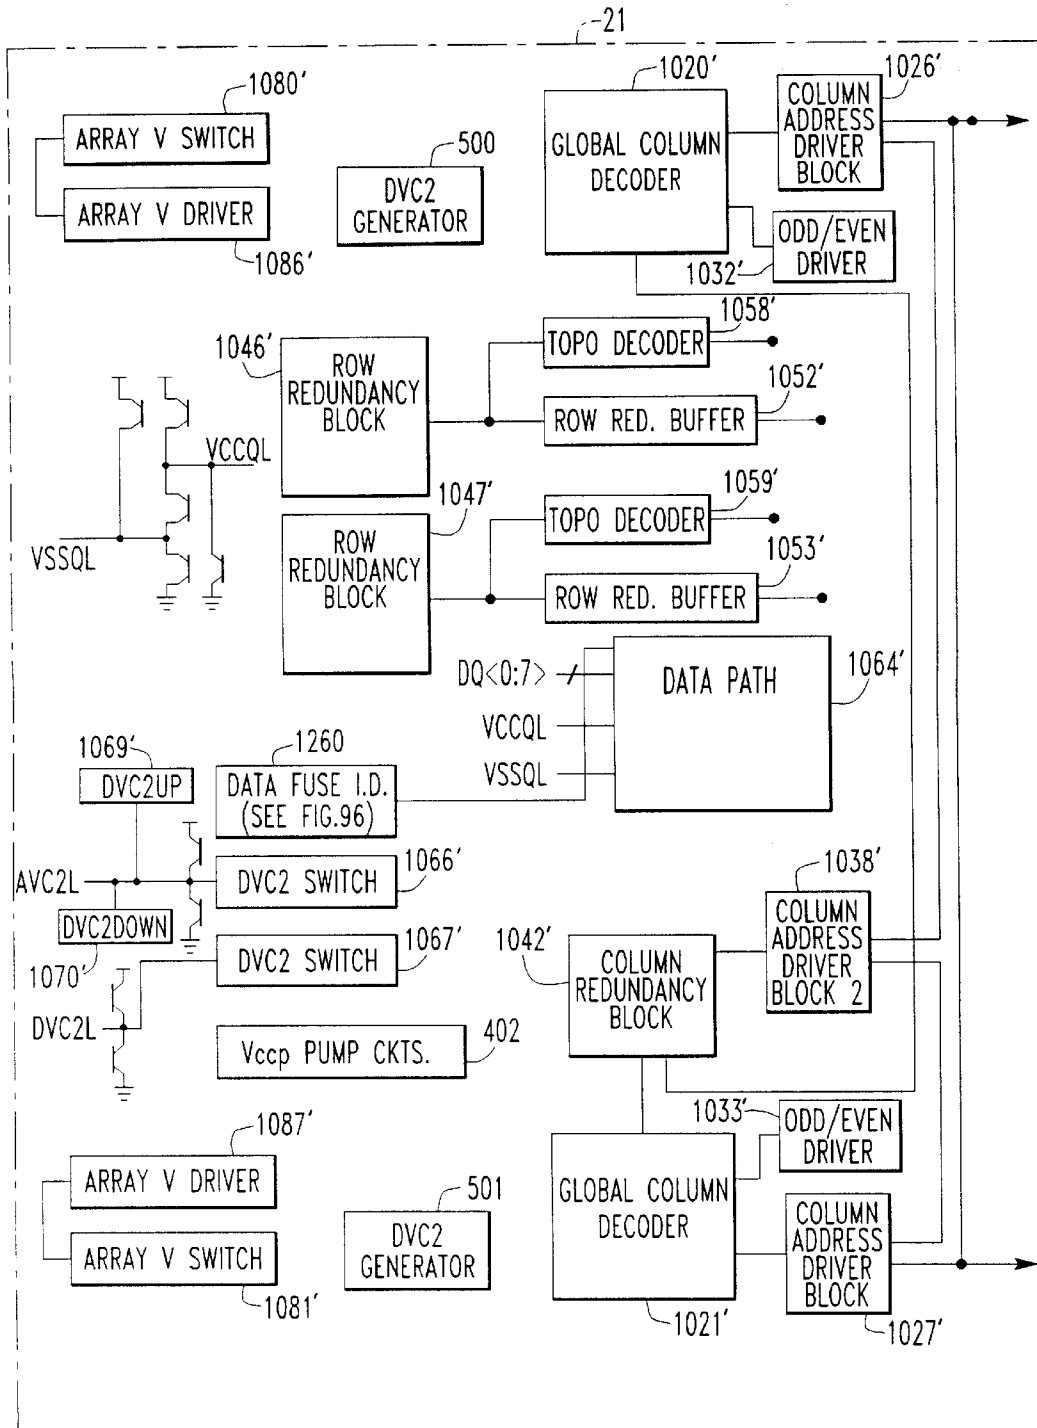 21
1080'
ARRAY V SWITCH
ARRAY V DRIVER
1086'
500
DVC2
GENERATOR
1020'
GLOBAL COLUMN
DECODER
1026'
COLUMN
ADDRESS
DRIVER
BLOCK
ODD/EVEN
DRIVER
1032'
1046'
ROW
REDUNDANCY
BLOCK
1058'
TOPO DECODER
1052'
ROW RED. BUFFER
VCCQL
VSSQL
1047'
ROW
REDUNDANCY
BLOCK
1059'
TOPO DECODER
1053'
ROW RED. BUFFER
DQ<0:7>
VCCQL
VSSQL
DATA PATH
1064'
1069'
DVC2UP
1260
DATA FUSE I.D.
(SEE FIG.96)
AVC2L
DVC2 SWITCH
1066'
DVC2DOWN
1070'
DVC2 SWITCH
1067'
DVC2L
Vccp PUMP CKTS.
402
1038'
COLUMN
ADDRESS
DRIVER
BLOCK 2
1042'
COLUMN
REDUNDANCY
BLOCK
1033'
ODD/EVEN
DRIVER
1087'
ARRAY V DRIVER
ARRAY V SWITCH
1081'
501
DVC2
GENERATOR
GLOBAL COLUMN
DECODER
1021'
COLUMN
ADDRESS
DRIVER
BLOCK
1027'